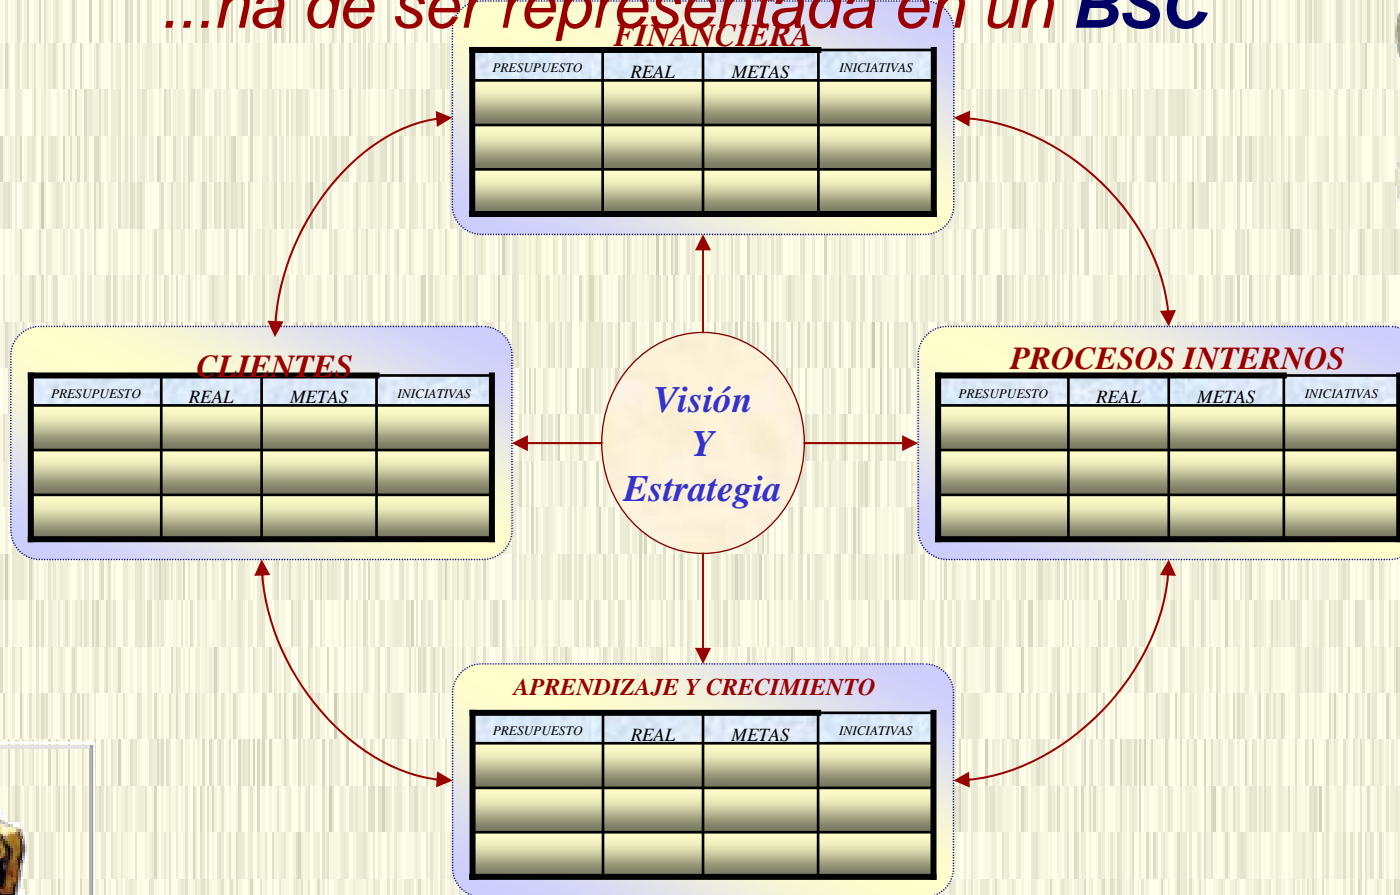 ...ha de ser representada en un BSC
FINANCIERA
PRESUPUESTO REAL METAS INICIATIVAS
CLIENTES
PRESUPUESTO REAL METAS INICIATIVAS
Visión
Y
Estrategia
PROCESOS INTERNOS
PRESUPUESTO REAL METAS INICIATIVAS
APRENDIZAJE Y CRECIMIENTO
PRESUPUESTO REAL METAS INICIATIVAS